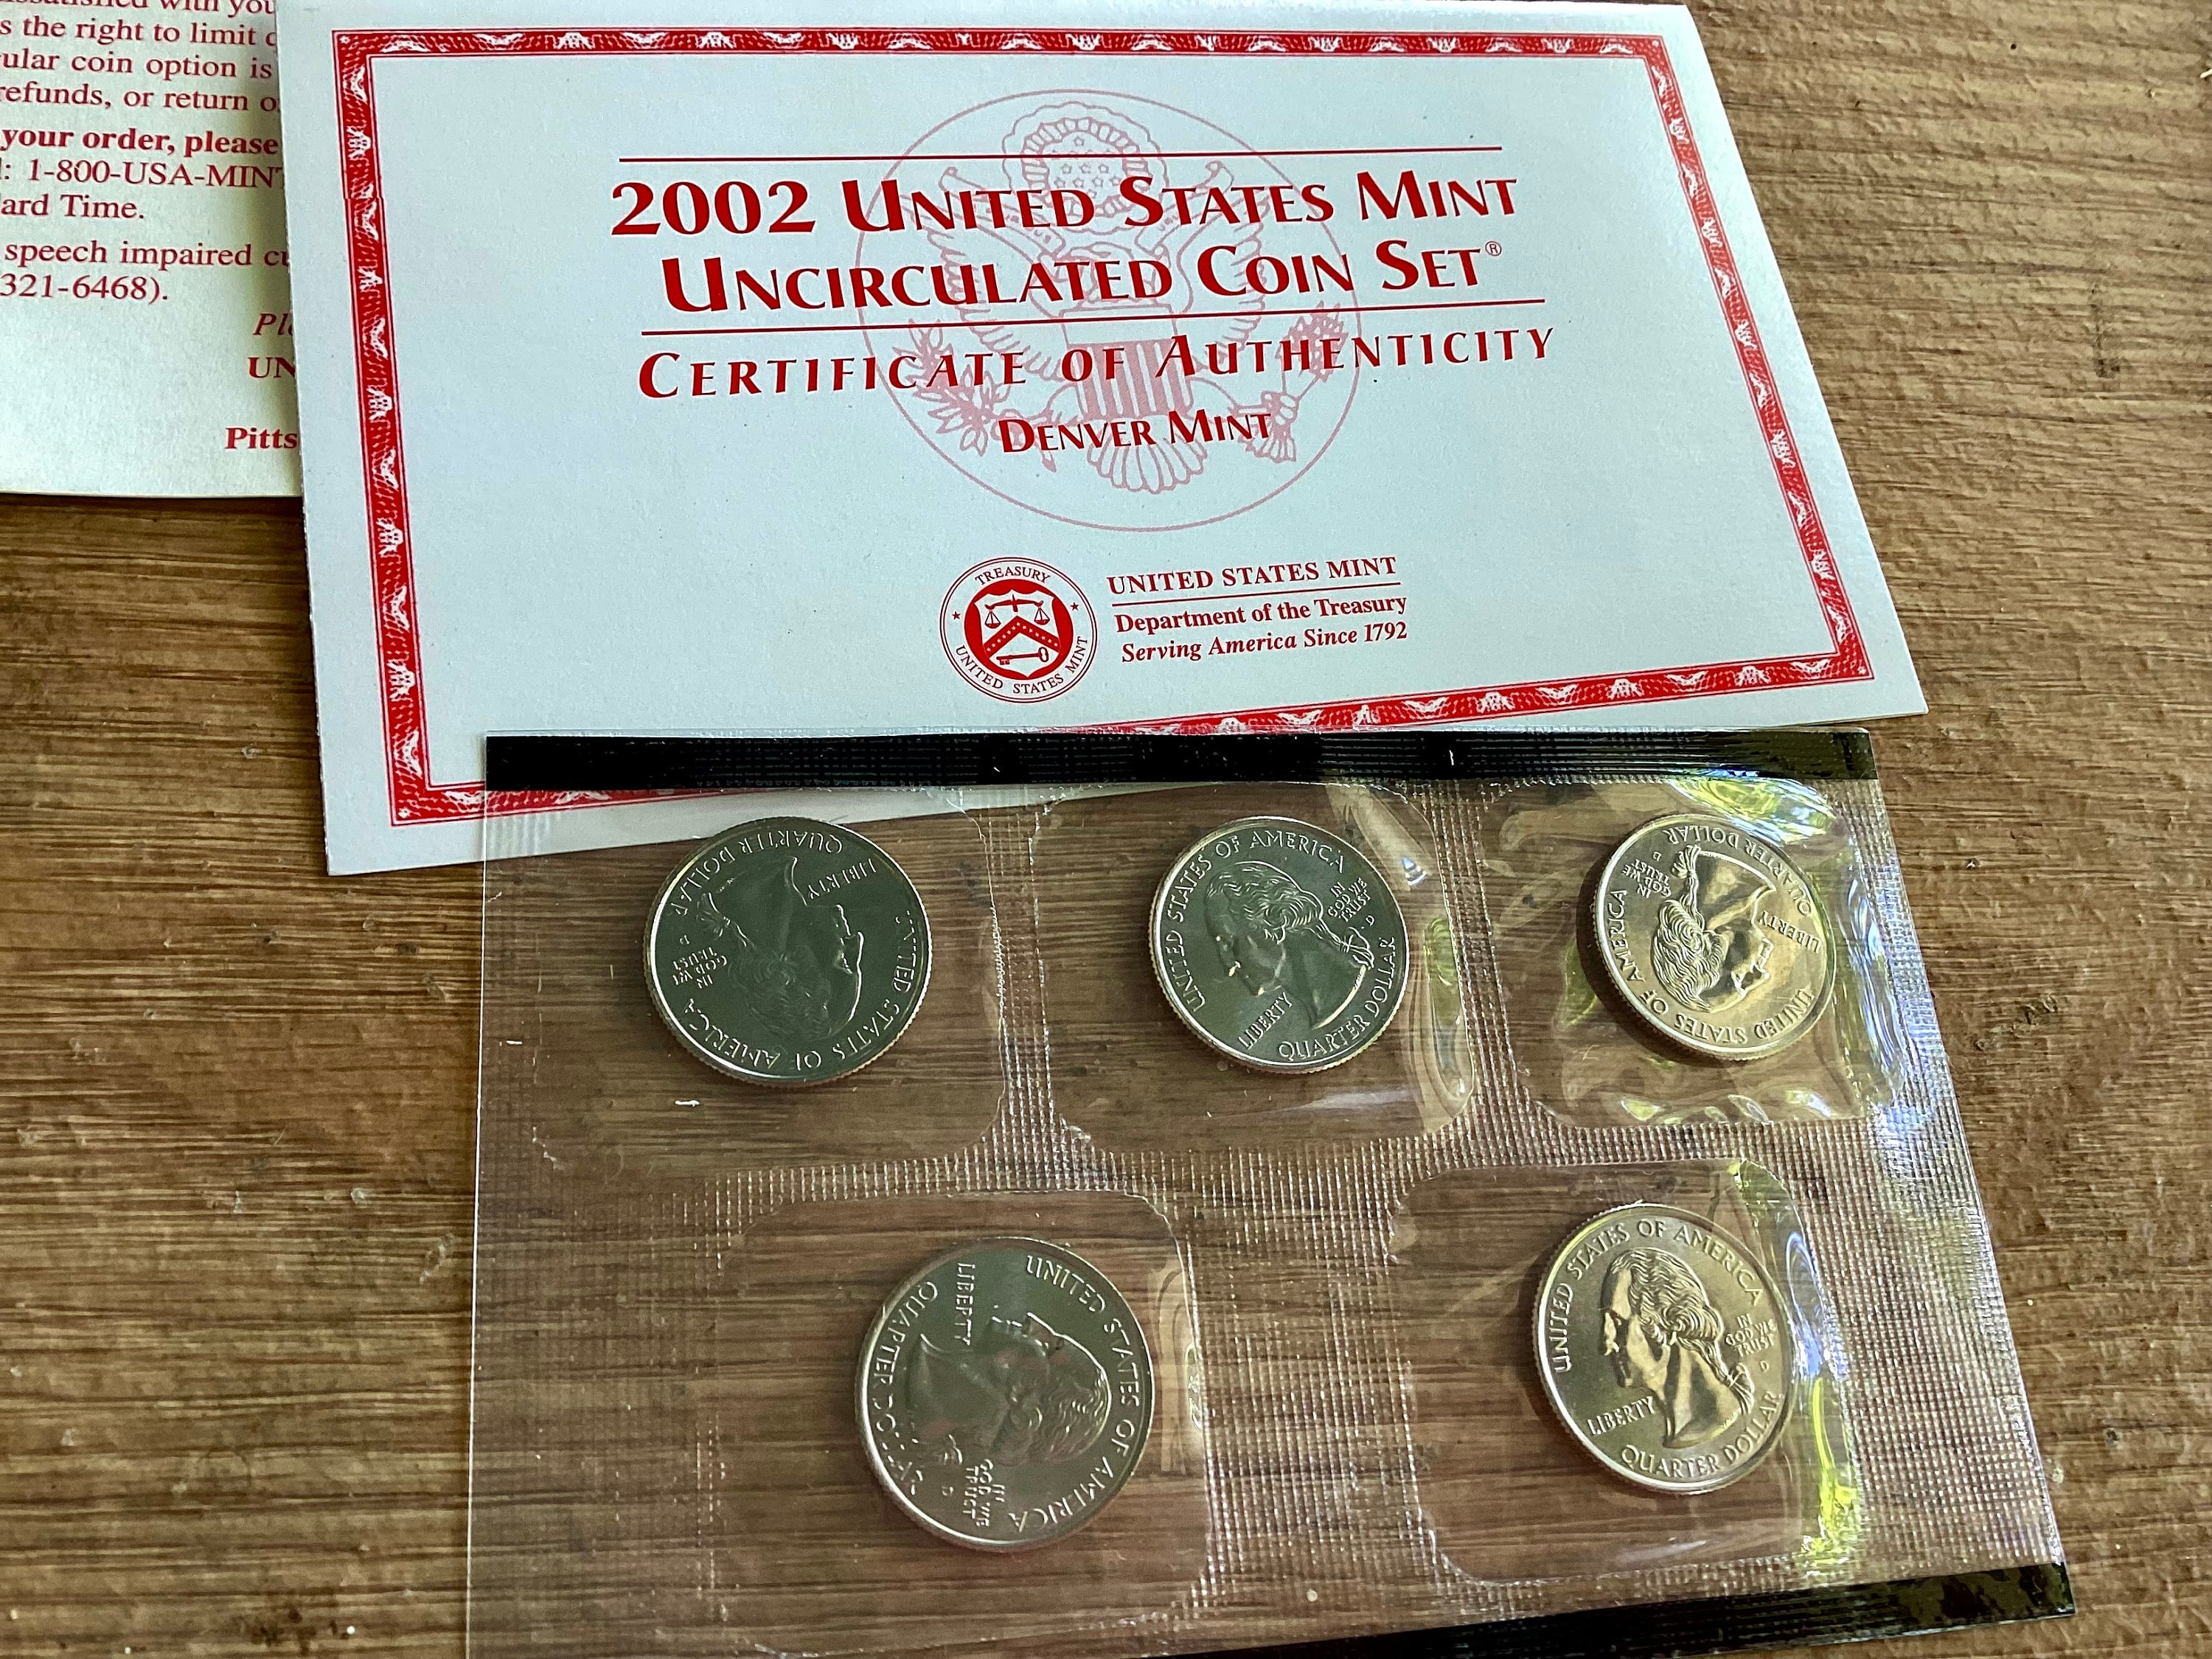 with you
s the right to limit
ular coin option is
refunds, or return
your order, please
: 1-800-USA-MINT
ard Time.
speech impaired
321-6468).
UN
Pitts
2002 UNITED STATES MINT
UNCIRCULATED COIN SET®
CERTIFICATE OF AUTHENTICITY
DENVER MINT
TREASURY
UNITED STATES MINT
UNITED STATES MINT
Department of the Treasury
Serving America Since 1792
UNITED STATES OF AMERICA
LIBERTY
IN
GOD WE
TRUST
D
QUARTER DOLLAR
UNITED STATES OF AMERICA
LIBERTY
IN
GOD WE
TRUST
D
QUARTER DOLLAR
UNITED STATES OF AMERICA
LIBERTY
IN
GOD WE
TRUST
D
QUARTER DOLLAR
UNITED STATES OF AMERICA
LIBERTY
IN
GOD WE
TRUST
D
QUARTER DOLLAR
UNITED STATES OF AMERICA
LIBERTY
IN
GOD WE
TRUST
D
QUARTER DOLLAR